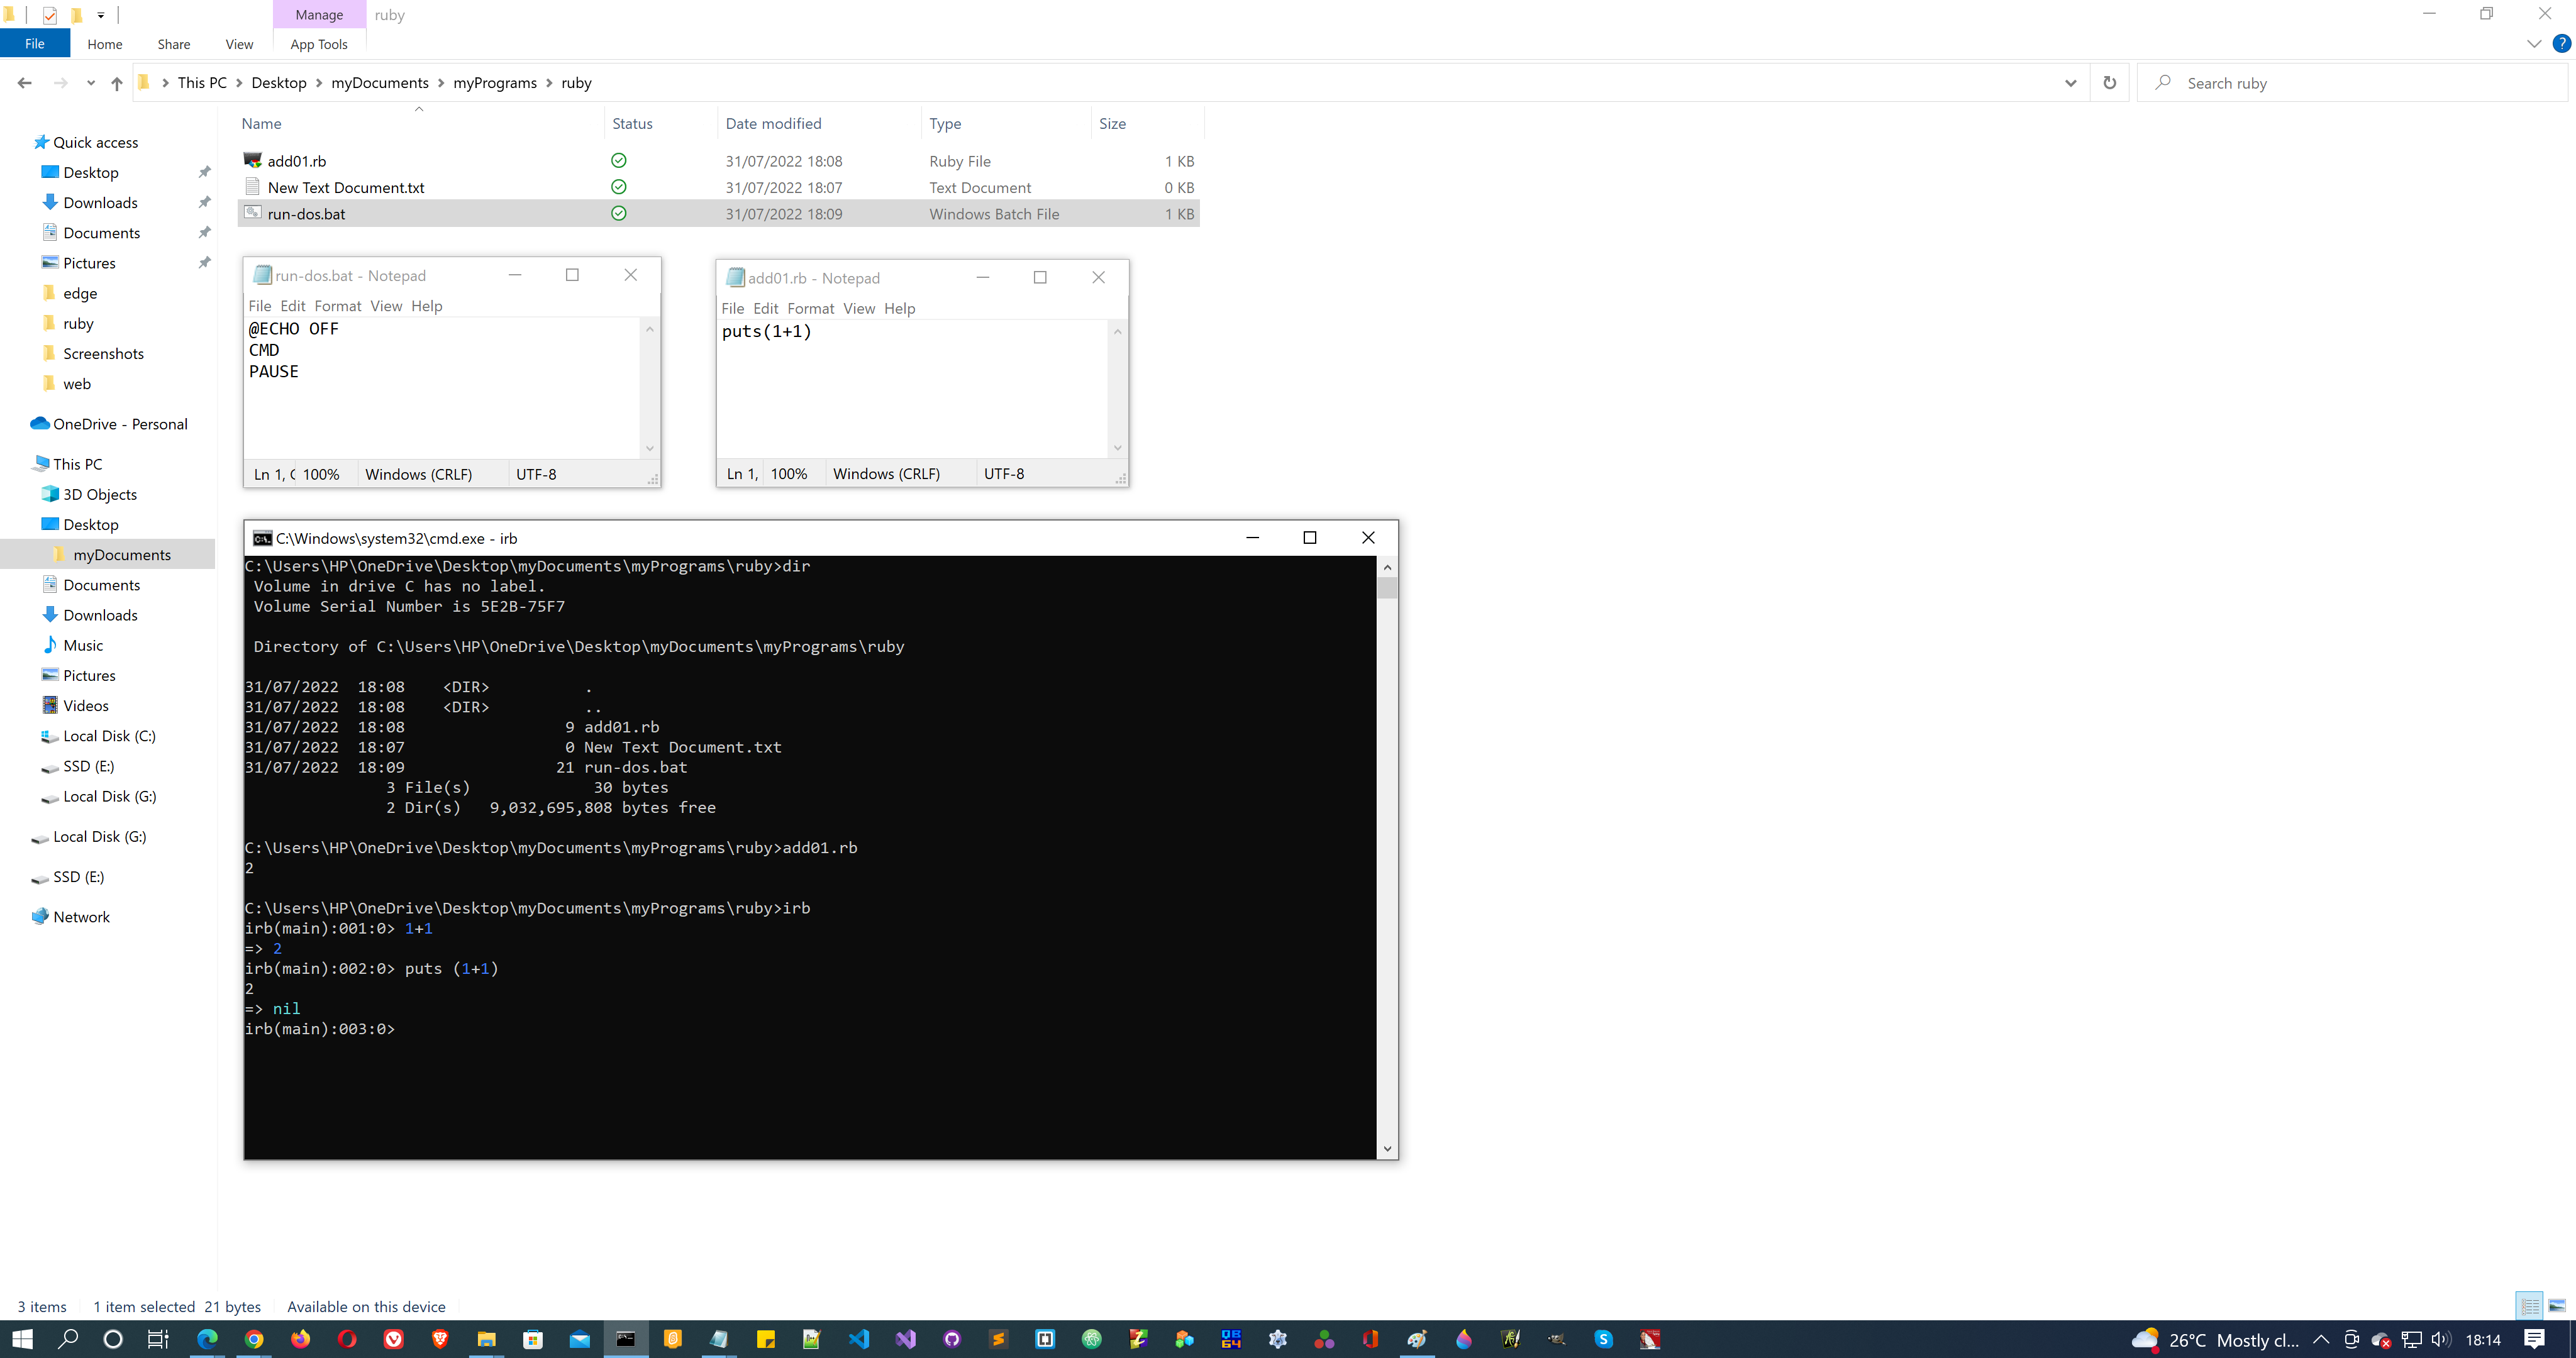 Manage ruby
File Home Share View App Tools
This PC Desktop myDocuments myPrograms ruby Search ruby
Name Status Date modified Type Size
add01.rb 31/07/2022 18:08 Ruby File 1 KB
New Text Document.txt 31/07/2022 18:07 Text Document 0 KB
run-dos.bat 31/07/2022 18:09 Windows Batch File 1 KB
Quick access
Desktop
Downloads
Documents
Pictures
edge
ruby
Screenshots
web
OneDrive - Personal
This PC
3D Objects
Desktop
myDocuments
Documents
Downloads
Music
Pictures
Videos
Local Disk (C:)
SSD (E:)
Local Disk (G:)
Local Disk (G:)
SSD (E:)
Network
run-dos.bat - Notepad
File Edit Format View Help
@ECHO OFF
CMD
PAUSE
Ln 1, 100% Windows (CRLF) UTF-8
add01.rb - Notepad
File Edit Format View Help
puts(1+1)
Ln 1, 100% Windows (CRLF) UTF-8
C:\Windows\system32\cmd.exe - irb
C:\Users\HP\OneDrive\Desktop\myDocuments\myPrograms\ruby>dir
Volume in drive C has no label.
Volume Serial Number is 5E2B-75F7
Directory of C:\Users\HP\OneDrive\Desktop\myDocuments\myPrograms\ruby
31/07/2022 18:08 <DIR> .
31/07/2022 18:08 <DIR> ..
31/07/2022 18:08 9 add01.rb
31/07/2022 18:07 0 New Text Document.txt
31/07/2022 18:09 21 run-dos.bat
3 File(s) 30 bytes
2 Dir(s) 9,032,695,808 bytes free
C:\Users\HP\OneDrive\Desktop\myDocuments\myPrograms\ruby>add01.rb
2
C:\Users\HP\OneDrive\Desktop\myDocuments\myPrograms\ruby>irb
irb(main):001:0> 1+1
=> 2
irb(main):002:0> puts (1+1)
2
=> nil
irb(main):003:0>
3 items 1 item selected 21 bytes Available on this device
QB
64
26°C Mostly cl... 18:14